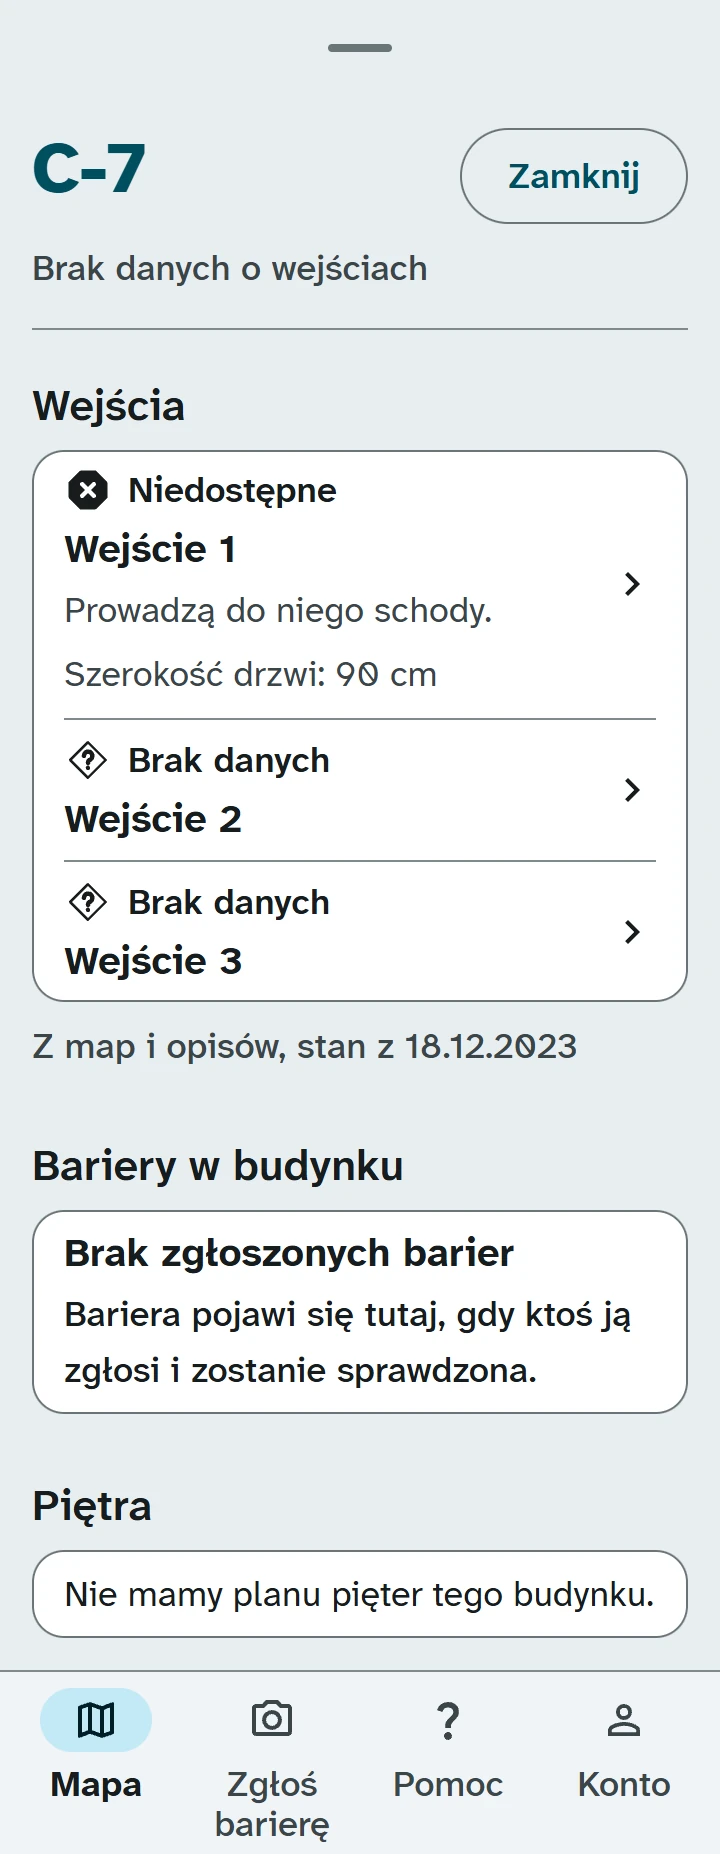 C-7
Zamknij
Brak danych o wejściach
Wejścia
Niedostępne
Wejście 1
Prowadzą do niego schody.
Szerokość drzwi: 90 cm
Brak danych
Wejście 2
Brak danych
Wejście 3
Z map i opisów, stan z 18.12.2023
Bariery w budynku
Brak zgłoszonych barier
Bariera pojawi się tutaj, gdy ktoś ją
zgłosi i zostanie sprawdzona.
Piętra
Nie mamy planu pięter tego budynku.
Mapa
Zgłoś
barierę
Pomoc
Konto